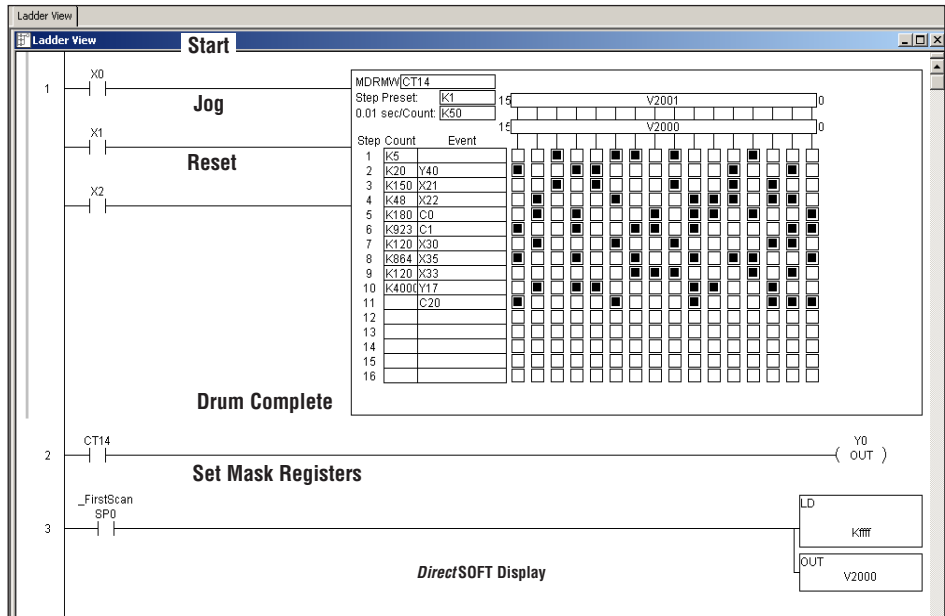 Ladder View
Ladder View
Start
X0
1
Jog
X1
Reset
X2
MDRMW CT14
Step Preset: K1
0.01 sec/Count: K50
15 V2001 0
15 V2000 0
Step Count Event
1 K5
2 K20 Y40
3 K150 X21
4 K48 X22
5 K180 C0
6 K923 C1
7 K120 X30
8 K864 X35
9 K120 X33
10 K4000 Y17
11 C20
12
13
14
15
16
Drum Complete
CT14
2
Y0
OUT
Set Mask Registers
_FirstScan
SP0
3
LD
Kffff
OUT
V2000
DirectSOFT Display